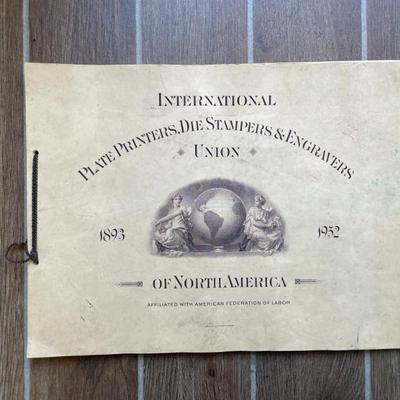 INTERNATIONAL
PLATE PRINTERS, DIE STAMPERS & ENGRAVERS
UNION
1893 1952
OF NORTH AMERICA
AFFILIATED WITH AMERICAN FEDERATION OF LABOR